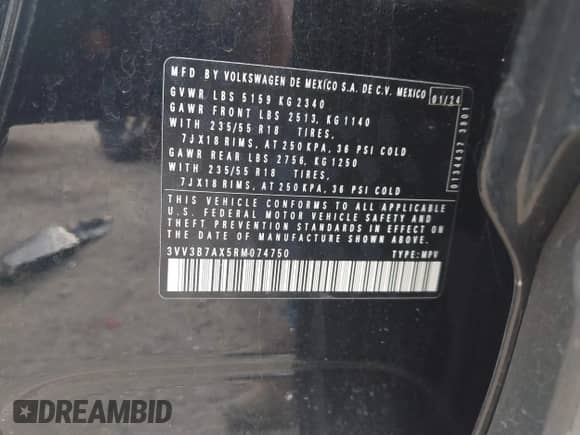 MFD BY VOLKSWAGEN DE MEXICO S.A. DE C.V. MEXICO
GVWR LBS 5159 KG 2340 01/24
GAWR FRONT LBS 2513, KG 1140
WITH 235/55 R18 TIRES,
7JX18 RIMS, AT 250 KPA, 36 PSI COLD
GAWR REAR LBS 2756, KG 1250
WITH 235/55 R18 TIRES,
7JX18 RIMS, AT 250 KPA, 36 PSI COLD
THIS VEHICLE CONFORMS TO ALL APPLICABLE
U.S. FEDERAL MOTOR VEHICLE SAFETY AND
THEFT PREVENTION STANDARDS IN EFFECT ON
THE DATE OF MANUFACTURE SHOWN ABOVE.
3VV3B7AX5RM074750 TYPE: MPV
0134437 3901
DREAMBID